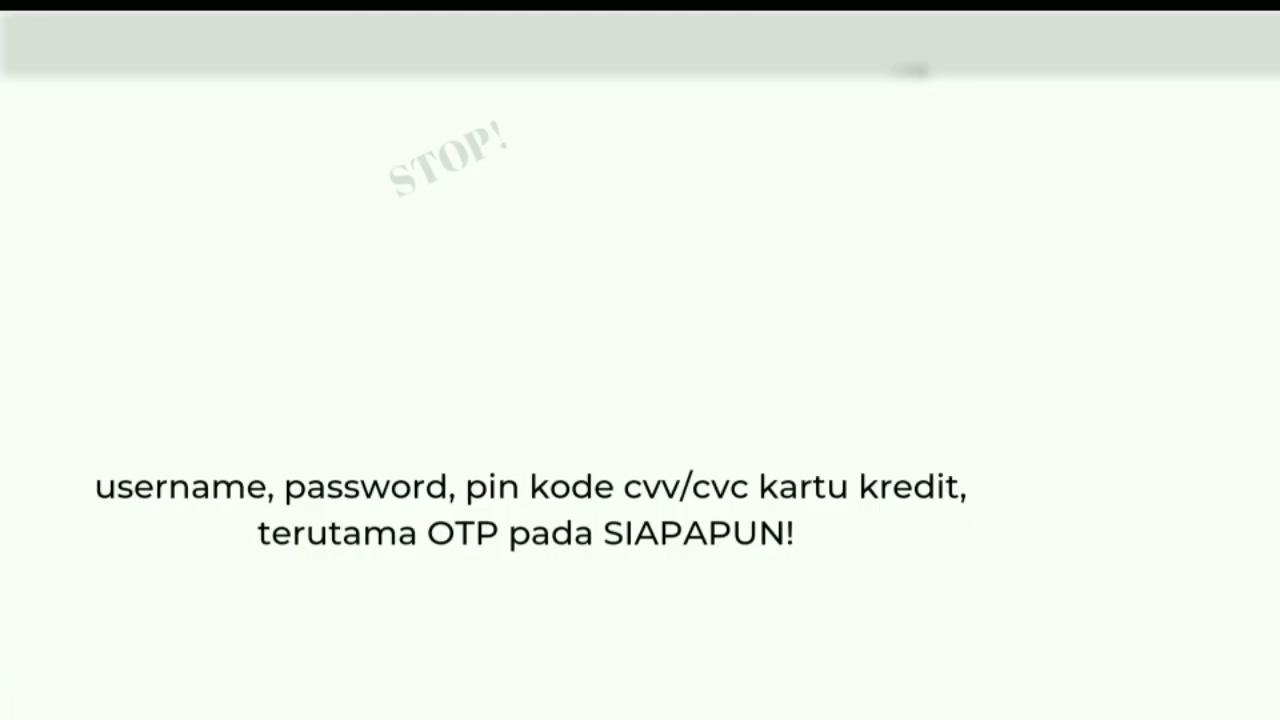 STOP!
username, password, pin kode cvv/cvc kartu kredit,
terutama OTP pada SIAPAPUN!